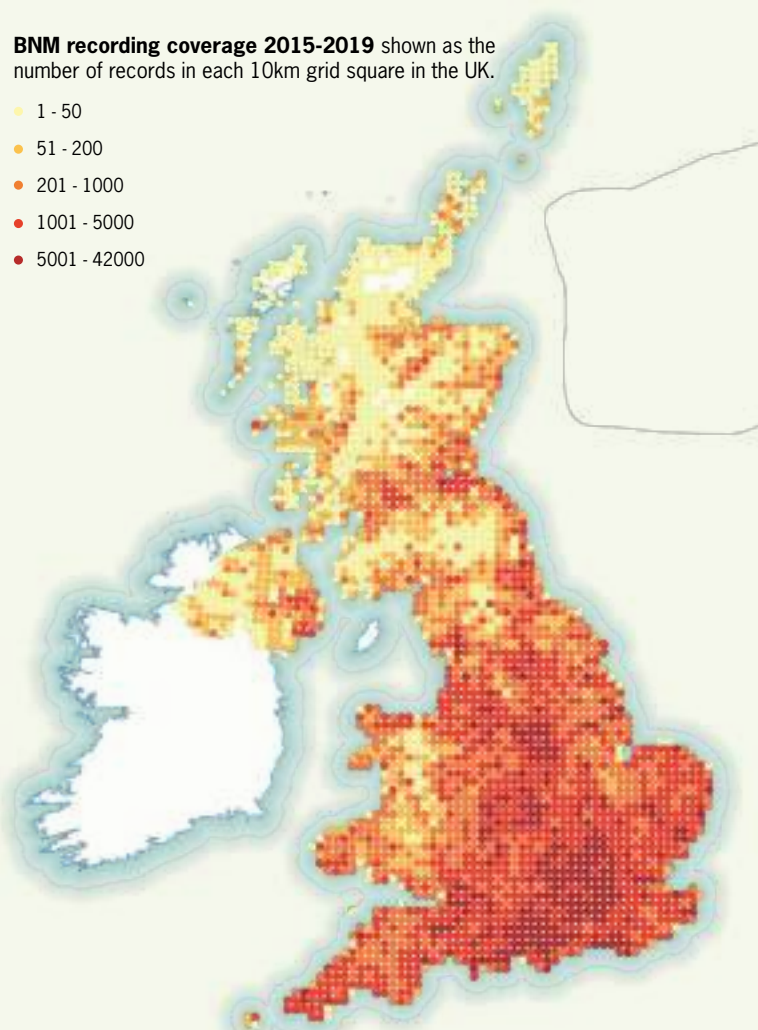 BNM recording coverage 2015-2019 shown as the
number of records in each 10km grid square in the UK.
1 - 50
51 - 200
201 - 1000
1001 - 5000
5001 - 42000